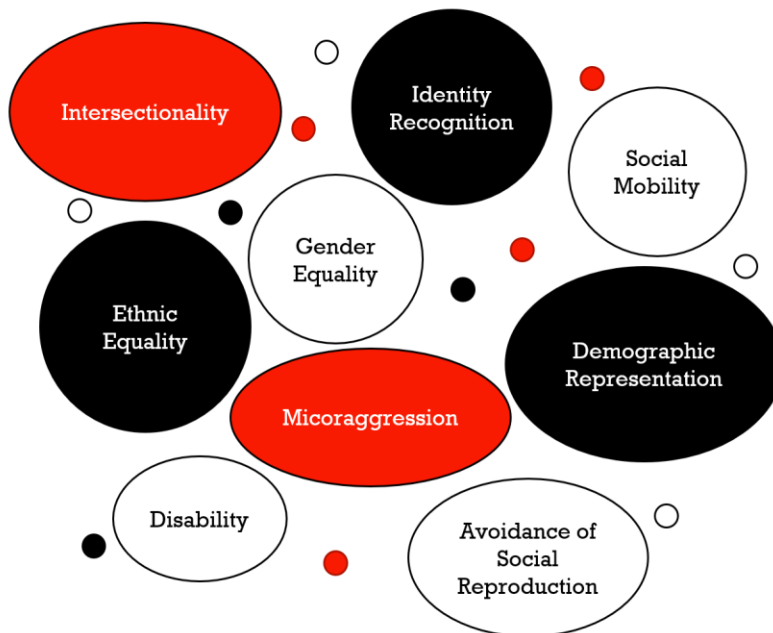 Intersectionality
Identity
Recognition
Social
Mobility
Gender
Equality
Ethnic
Equality
Demographic
Representation
Micoraggression
Disability
Avoidance of
Social
Reproduction